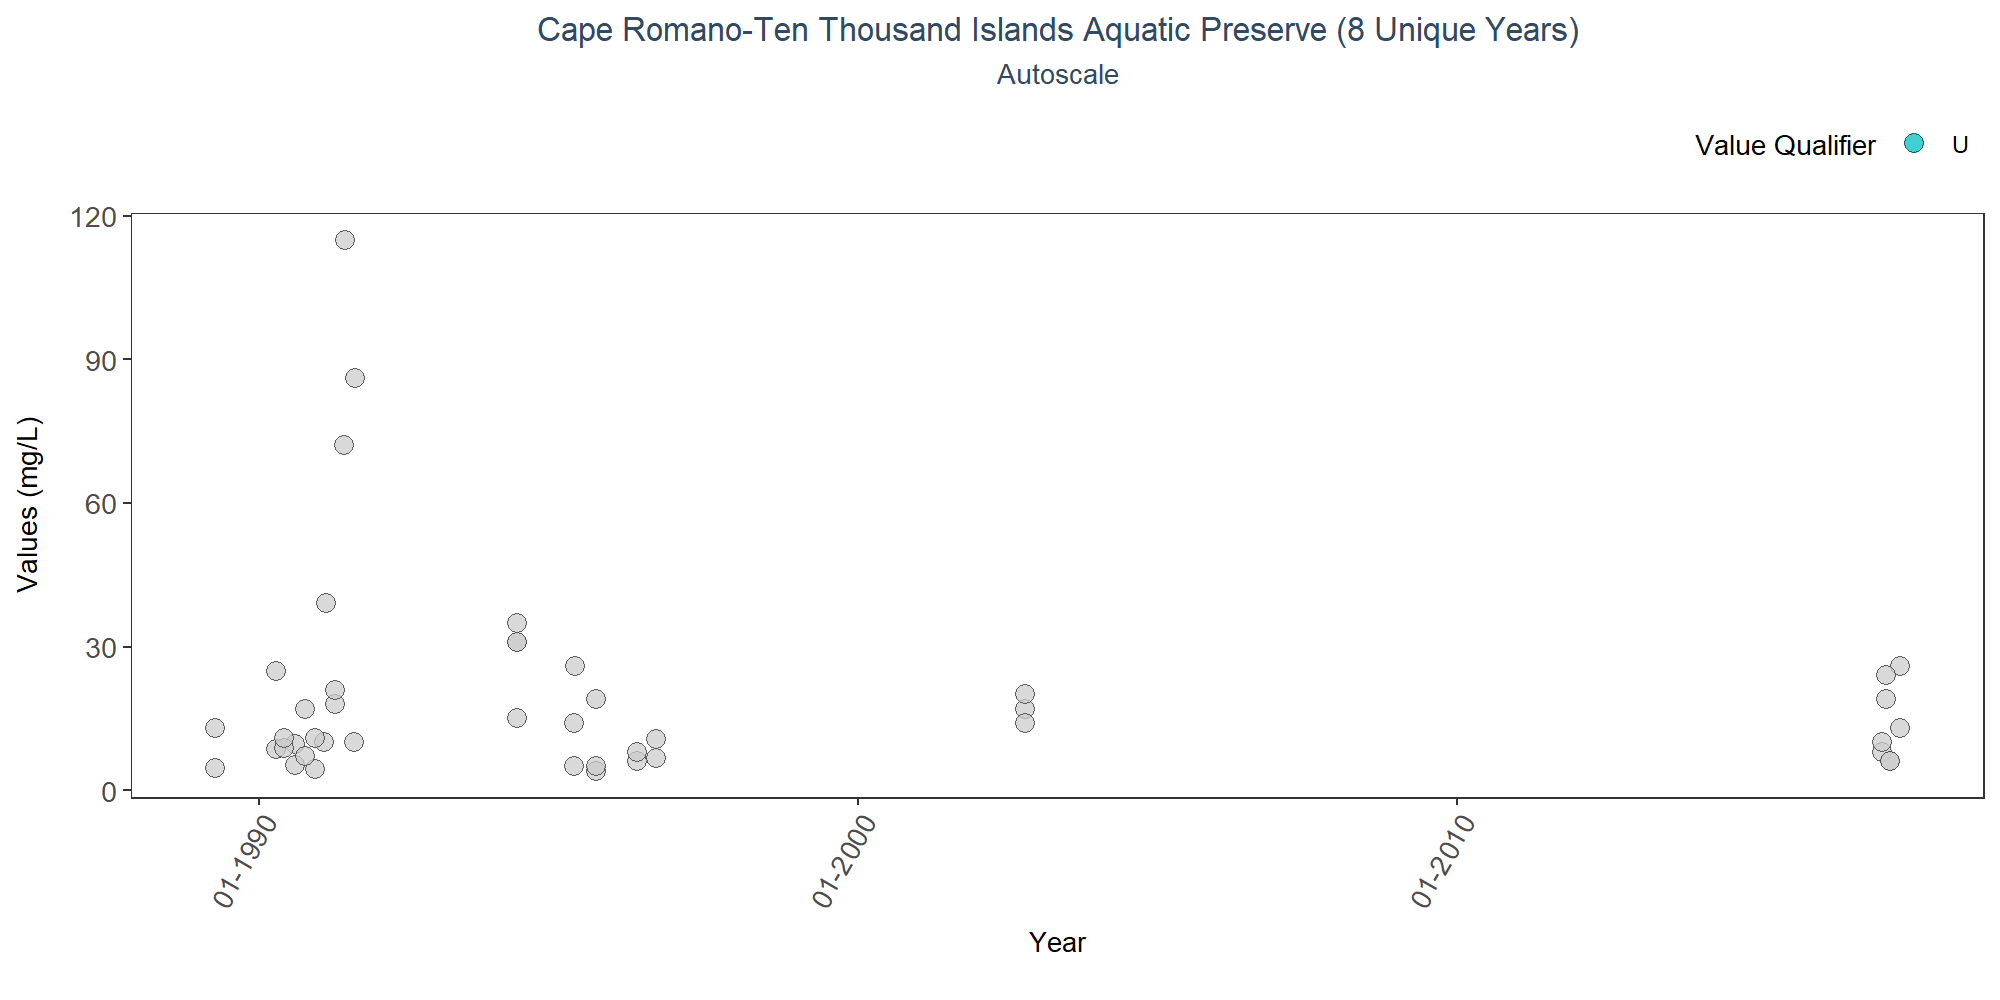 Cape Romano-Ten Thousand Islands Aquatic Preserve (8 Unique Years)
Autoscale
Value Qualifier U
120
90
60
30
0
Values (mg/L)
01-1990
01-2000
01-2010
Year